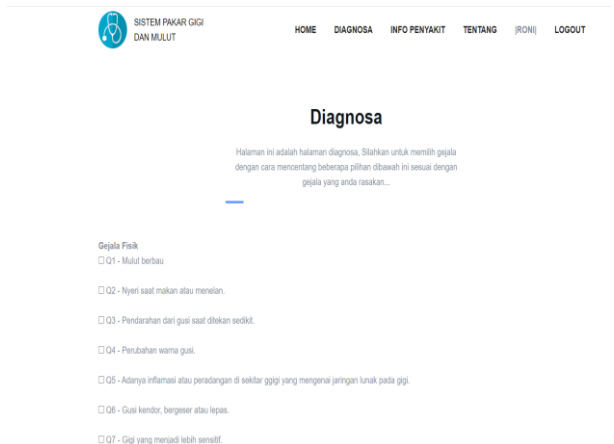 SISTEM PAKAR GIGI
DAN MULUT
HOME DIAGNOSA INFO PENYAKIT TENTANG |RONI| LOGOUT
Diagnosa
Halaman ini adalah halaman diagnosa, Silahkan untuk memilih gejala
dengan cara mencentang beberapa pilihan dibawah ini sesuai dengan
gejala yang anda rasakan...
Gejala Fisik
Q1 - Mulut berbau
Q2 - Nyeri saat makan atau menelan.
Q3 - Pendarahan dari gusi saat ditekan sedikit.
Q4 - Perubahan warna gusi.
Q5 - Adanya inflamasi atau peradangan di sekitar ggigi yang mengenai jaringan lunak pada gigi.
Q6 - Gusi kendor, bergeser atau lepas.
Q7 - Gigi yang menjadi lebih sensitif.